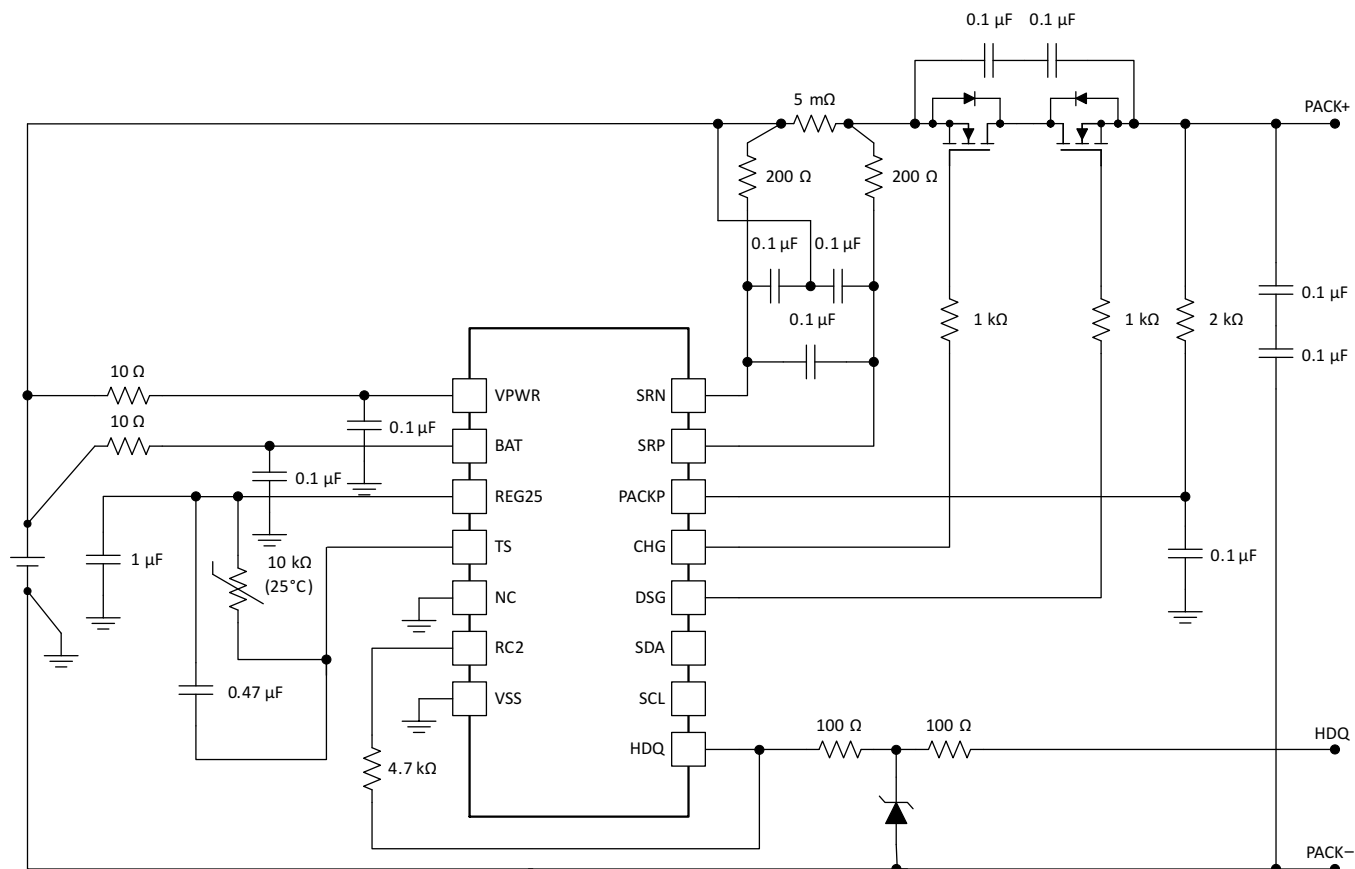 0.1 µF 0.1 µF
5 mΩ
PACK+
200 Ω
200 Ω
0.1 µF 0.1 µF
0.1 µF
1 kΩ
1 kΩ
2 kΩ
0.1 µF
0.1 µF
10 Ω
10 Ω
0.1 µF
0.1 µF
VPWR
BAT
REG25
TS
NC
RC2
VSS
SRN
SRP
PACKP
CHG
DSG
SDA
SCL
HDQ
1 µF
10 kΩ
(25°C)
0.47 µF
4.7 kΩ
0.1 µF
100 Ω
100 Ω
HDQ
PACK–